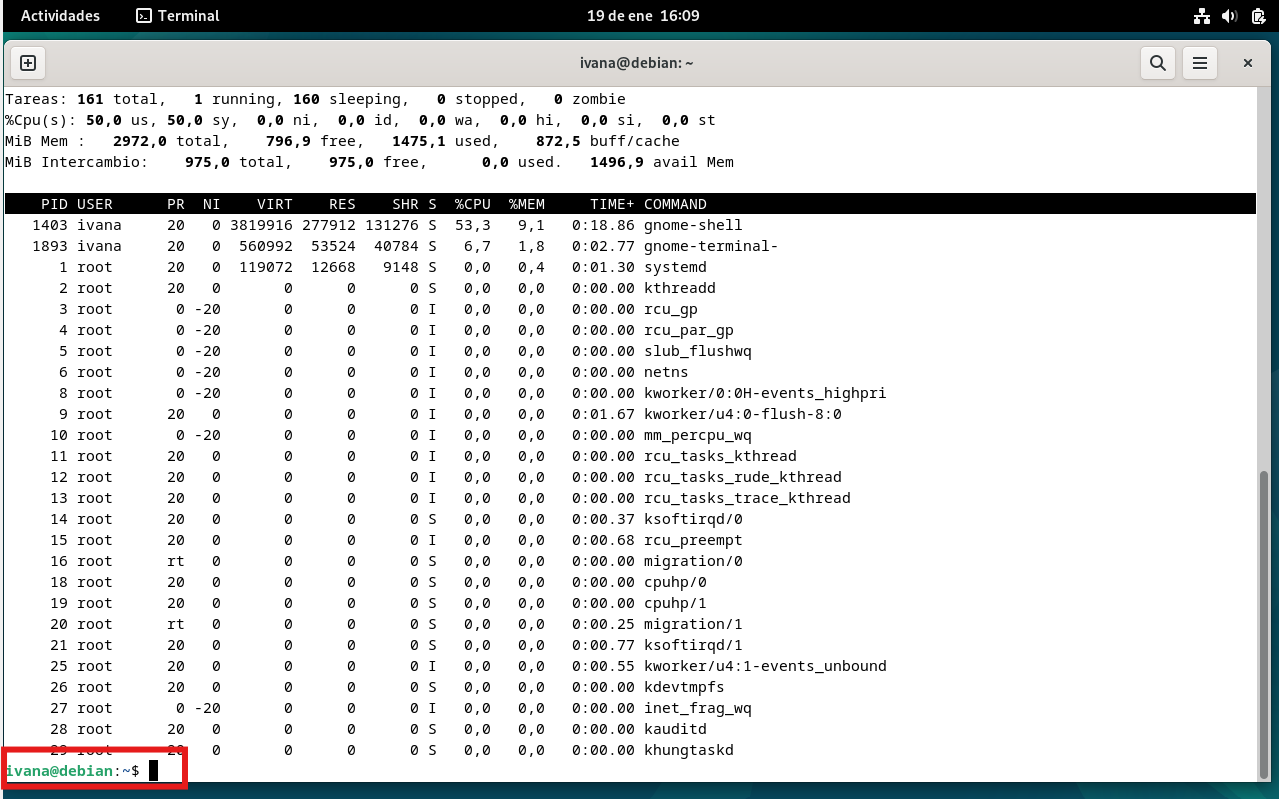 Actividades Terminal 19 de ene 16:09
ivana@debian: ~
Tareas: 161 total, 1 running, 160 sleeping, 0 stopped, 0 zombie
%Cpu(s): 50,0 us, 50,0 sy, 0,0 ni, 0,0 id, 0,0 wa, 0,0 hi, 0,0 si, 0,0 st
MiB Mem : 2972,0 total, 796,9 free, 1475,1 used, 872,5 buff/cache
MiB Intercambio: 975,0 total, 975,0 free, 0,0 used. 1496,9 avail Mem
PID USER PR NI VIRT RES SHR S %CPU %MEM TIME+ COMMAND
1403 ivana 20 0 3819916 277912 131276 S 53,3 9,1 0:18.86 gnome-shell
1893 ivana 20 0 560992 53524 40784 S 6,7 1,8 0:02.77 gnome-terminal-
1 root 20 0 119072 12668 9148 S 0,0 0,4 0:01.30 systemd
2 root 20 0 0 0 0 S 0,0 0,0 0:00.00 kthreadd
3 root 0 -20 0 0 0 I 0,0 0,0 0:00.00 rcu_gp
4 root 0 -20 0 0 0 I 0,0 0,0 0:00.00 rcu_par_gp
5 root 0 -20 0 0 0 I 0,0 0,0 0:00.00 slub_flushwq
6 root 0 -20 0 0 0 I 0,0 0,0 0:00.00 netns
8 root 0 -20 0 0 0 I 0,0 0,0 0:00.00 kworker/0:0H-events_highpri
9 root 20 0 0 0 0 I 0,0 0,0 0:01.67 kworker/u4:0-flush-8:0
10 root 0 -20 0 0 0 I 0,0 0,0 0:00.00 mm_percpu_wq
11 root 20 0 0 0 0 I 0,0 0,0 0:00.00 rcu_tasks_kthread
12 root 20 0 0 0 0 I 0,0 0,0 0:00.00 rcu_tasks_rude_kthread
13 root 20 0 0 0 0 I 0,0 0,0 0:00.00 rcu_tasks_trace_kthread
14 root 20 0 0 0 0 S 0,0 0,0 0:00.37 ksoftirqd/0
15 root 20 0 0 0 0 I 0,0 0,0 0:00.68 rcu_preempt
16 root rt 0 0 0 0 S 0,0 0,0 0:00.00 migration/0
18 root 20 0 0 0 0 S 0,0 0,0 0:00.00 cpuhp/0
19 root 20 0 0 0 0 S 0,0 0,0 0:00.00 cpuhp/1
20 root rt 0 0 0 0 S 0,0 0,0 0:00.25 migration/1
21 root 20 0 0 0 0 S 0,0 0,0 0:00.77 ksoftirqd/1
25 root 20 0 0 0 0 I 0,0 0,0 0:00.55 kworker/u4:1-events_unbound
26 root 20 0 0 0 0 S 0,0 0,0 0:00.00 kdevtmpfs
27 root 0 -20 0 0 0 I 0,0 0,0 0:00.00 inet_frag_wq
28 root 20 0 0 0 0 S 0,0 0,0 0:00.00 kauditd
29 root 20 0 0 0 0 S 0,0 0,0 0:00.00 khungtaskd
ivana@debian:~$